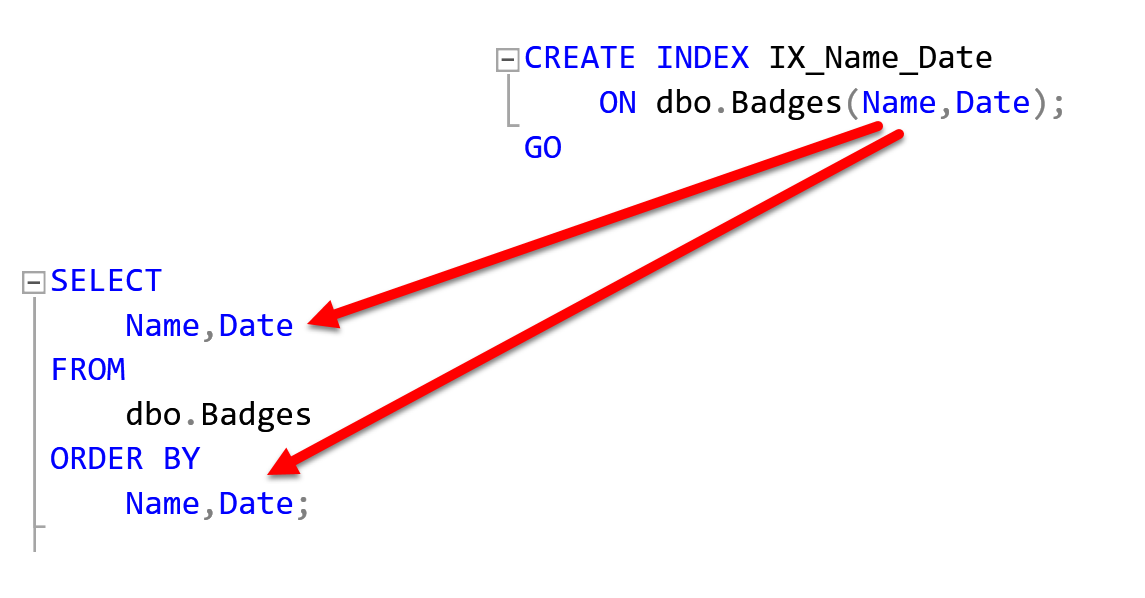 CREATE INDEX IX_Name_Date
ON dbo.Badges(Name,Date);
GO
SELECT
Name,Date
FROM
dbo.Badges
ORDER BY
Name,Date;